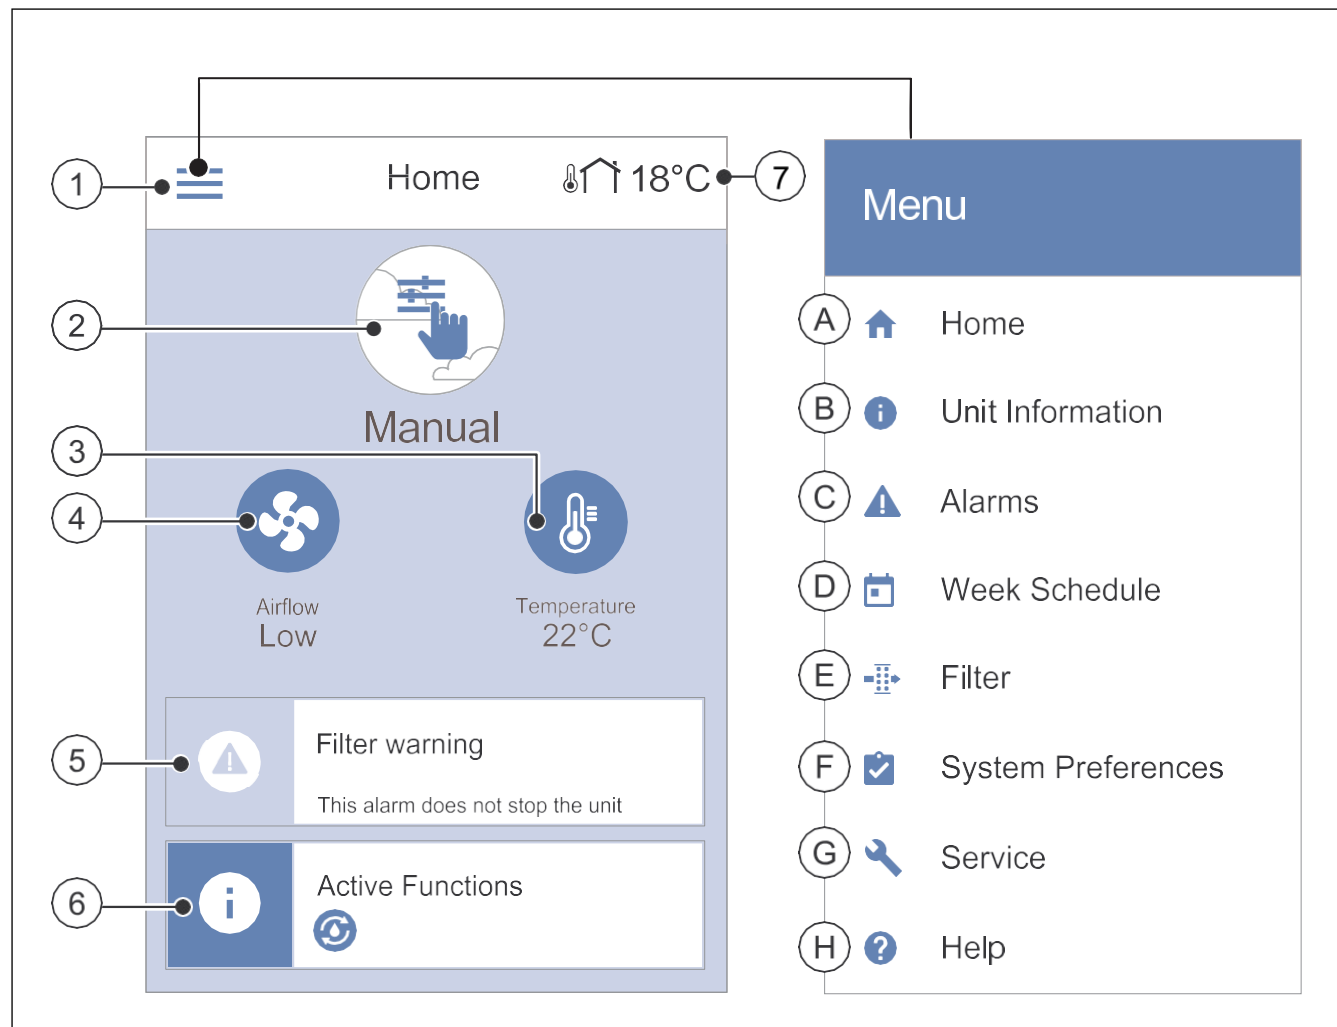 1
Home
18°C
7
2
Manual
3
4
Airflow
Low
Temperature
22°C
5
Filter warning
This alarm does not stop the unit
6
i
Active Functions
Menu
A
Home
B
i
Unit Information
C
Alarms
D
Week Schedule
E
Filter
F
System Preferences
G
Service
H
?
Help